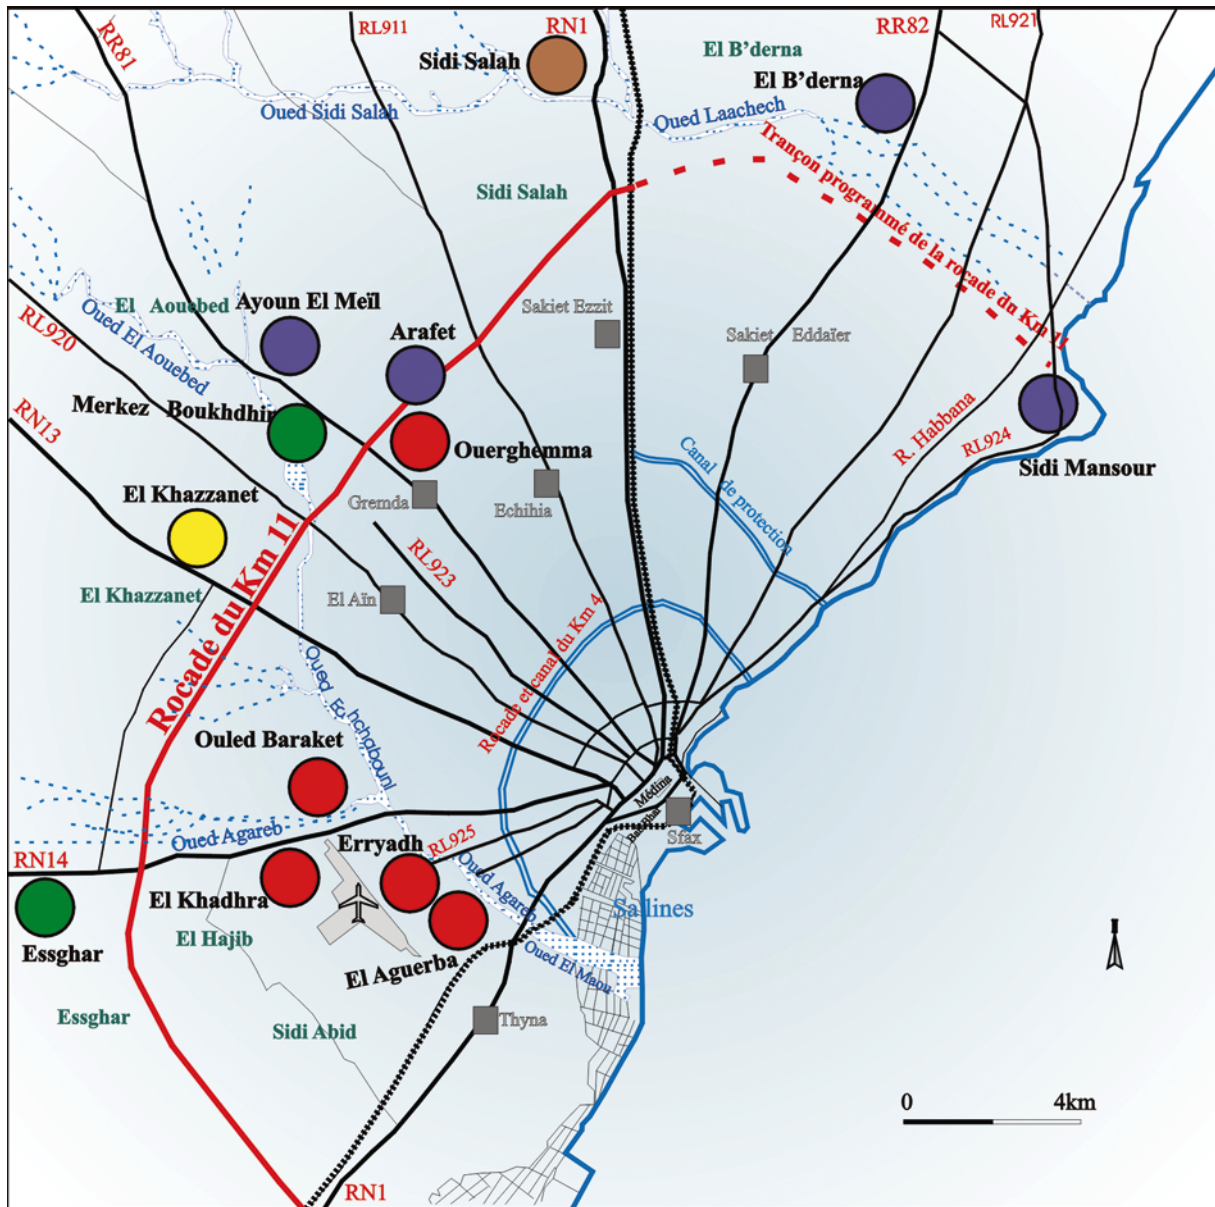 RR81
RL911
RN1
RR82
RL921
Sidi Salah
El B’derna
El B’derna
Oued Sidi Salah
Oued Laachech
Trançon programmé de la rocade du Km 11
Sidi Salah
El Aouebed
Ayoun El Meïl
Oued El Aouebed
RL920
Arafet
Sakiet Ezzit
Sakiet Eddaïer
Merkez Boukhdhir
RN13
Ouerghemma
R. Habbana
RL924
Sidi Mansour
Canal de protection
El Khazzanet
Gremda
Echihia
Rocade du Km 11
RL923
El Khazzanet
El Aïn
Rocade et canal du Km 4
Oued Echchabouni
Ouled Baraket
Médina
Bab Bhar
Sfax
Oued Agareb
RN14
Erryadh
RL925
Oued Agareb
El Khadhra
Sallines
El Hajib
Essghar
El Aguerba
Oued El Maou
Essghar
Sidi Abid
Thyna
0 4km
RN1